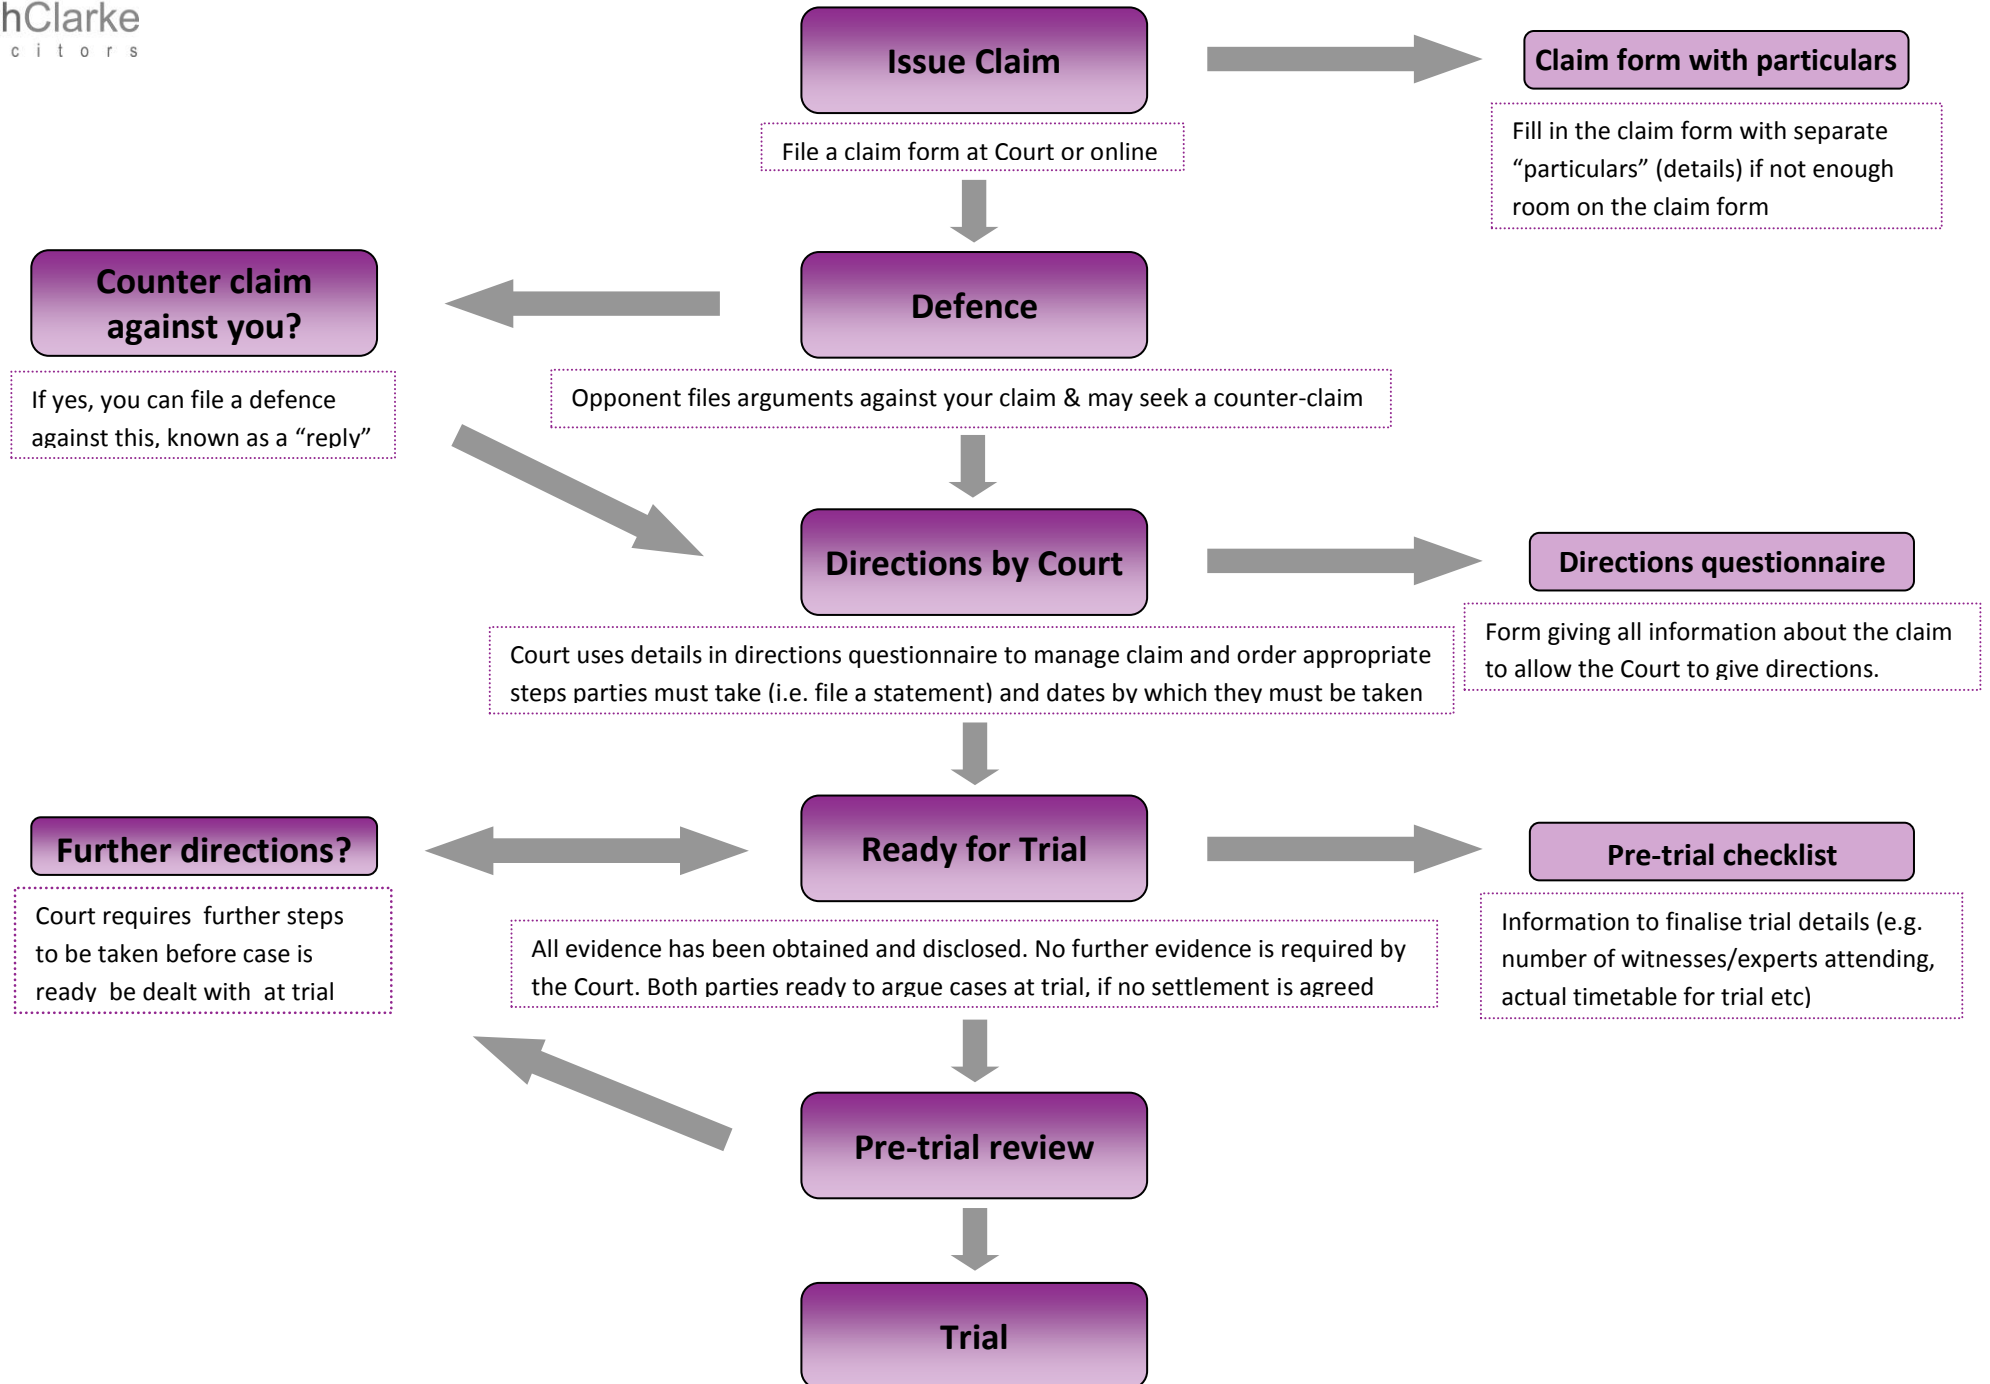 hClarke
c i t o r s
Issue Claim
File a claim form at Court or online
Claim form with particulars
Fill in the claim form with separate
“particulars” (details) if not enough
room on the claim form
Counter claim
against you?
If yes, you can file a defence
against this, known as a “reply”
Defence
Opponent files arguments against your claim & may seek a counter-claim
Directions by Court
Court uses details in directions questionnaire to manage claim and order appropriate
steps parties must take (i.e. file a statement) and dates by which they must be taken
Directions questionnaire
Form giving all information about the claim
to allow the Court to give directions.
Further directions?
Court requires further steps
to be taken before case is
ready be dealt with at trial
Ready for Trial
All evidence has been obtained and disclosed. No further evidence is required by
the Court. Both parties ready to argue cases at trial, if no settlement is agreed
Pre-trial checklist
Information to finalise trial details (e.g.
number of witnesses/experts attending,
actual timetable for trial etc)
Pre-trial review
Trial